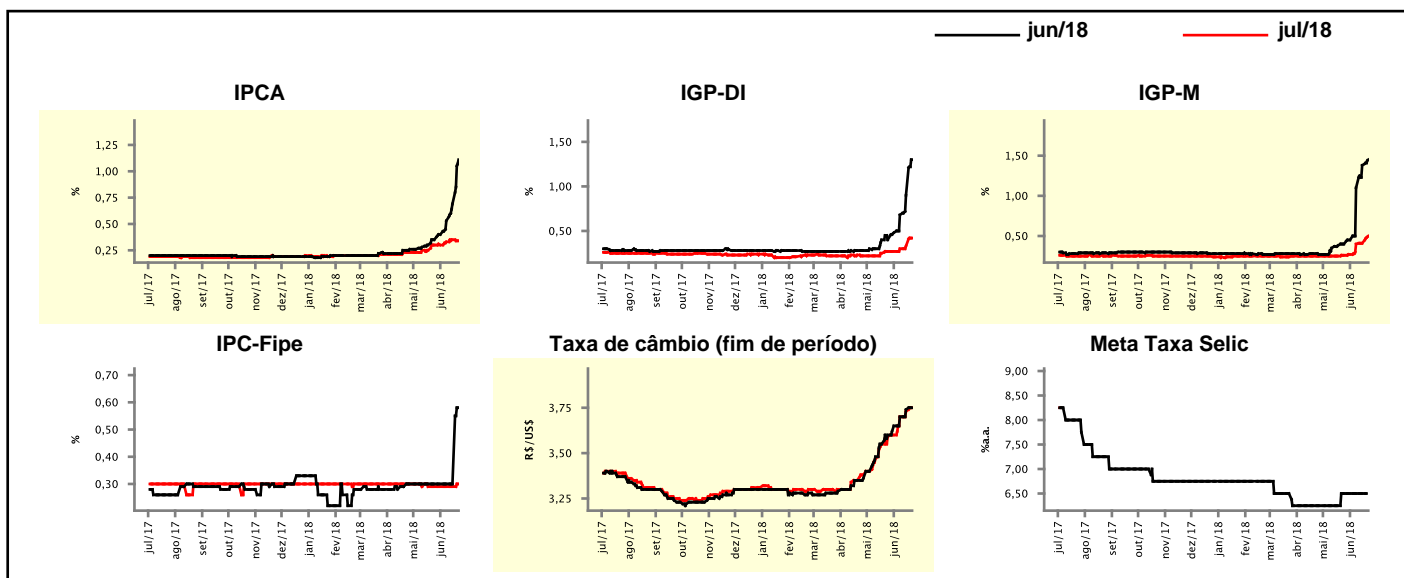 jun/18 jul/18
IPCA IGP-DI IGP-M
%
1,25
1,00
0,75
0,50
0,25
jul/17 ago/17 set/17 out/17 nov/17 dez/17 jan/18 fev/18 mar/18 abr/18 mai/18 jun/18
%
1,50
1,00
0,50
jul/17 ago/17 set/17 out/17 nov/17 dez/17 jan/18 fev/18 mar/18 abr/18 mai/18 jun/18
%
1,50
1,00
0,50
jul/17 ago/17 set/17 out/17 nov/17 dez/17 jan/18 fev/18 mar/18 abr/18 mai/18 jun/18
IPC-Fipe Taxa de câmbio (fim de período) Meta Taxa Selic
%
0,70
0,60
0,50
0,40
0,30
jul/17 ago/17 set/17 out/17 nov/17 dez/17 jan/18 fev/18 mar/18 abr/18 mai/18 jun/18
R$/US$
3,75
3,50
3,25
jul/17 ago/17 set/17 out/17 nov/17 dez/17 jan/18 fev/18 mar/18 abr/18 mai/18 jun/18
%a.a.
9,00
8,00
7,50
7,00
6,50
jul/17 ago/17 set/17 out/17 nov/17 dez/17 jan/18 fev/18 mar/18 abr/18 mai/18 jun/18